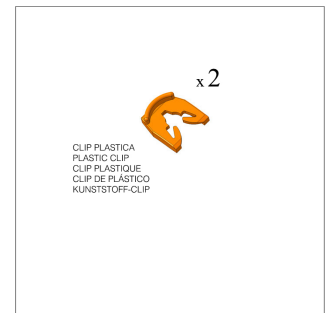 x 2
CLIP PLASTICA
PLASTIC CLIP
CLIP PLASTIQUE
CLIP DE PLÁSTICO
KUNSTSTOFF-CLIP